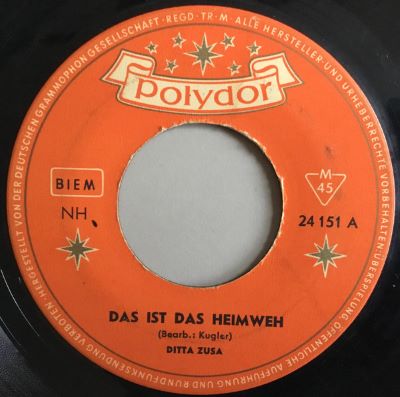 GESELLSCHAFT · REGD · TR · M · ALLE HERSTELLER- UND URHEBERRECHTE VORBEHALTEN · ÜBERSPIELUNG · ÖFFENTLICHE AUFFÜHRUNG UND RUNDFUNKSENDUNG VERBOTEN · HERGESTELLT VON DER DEUTSCHEN GRAMMOPHON
Polydor
BIEM
M
45
NH
24 151 A
DAS IST DAS HEIMWEH
(Bearb.: Kugler)
DITTA ZUSA